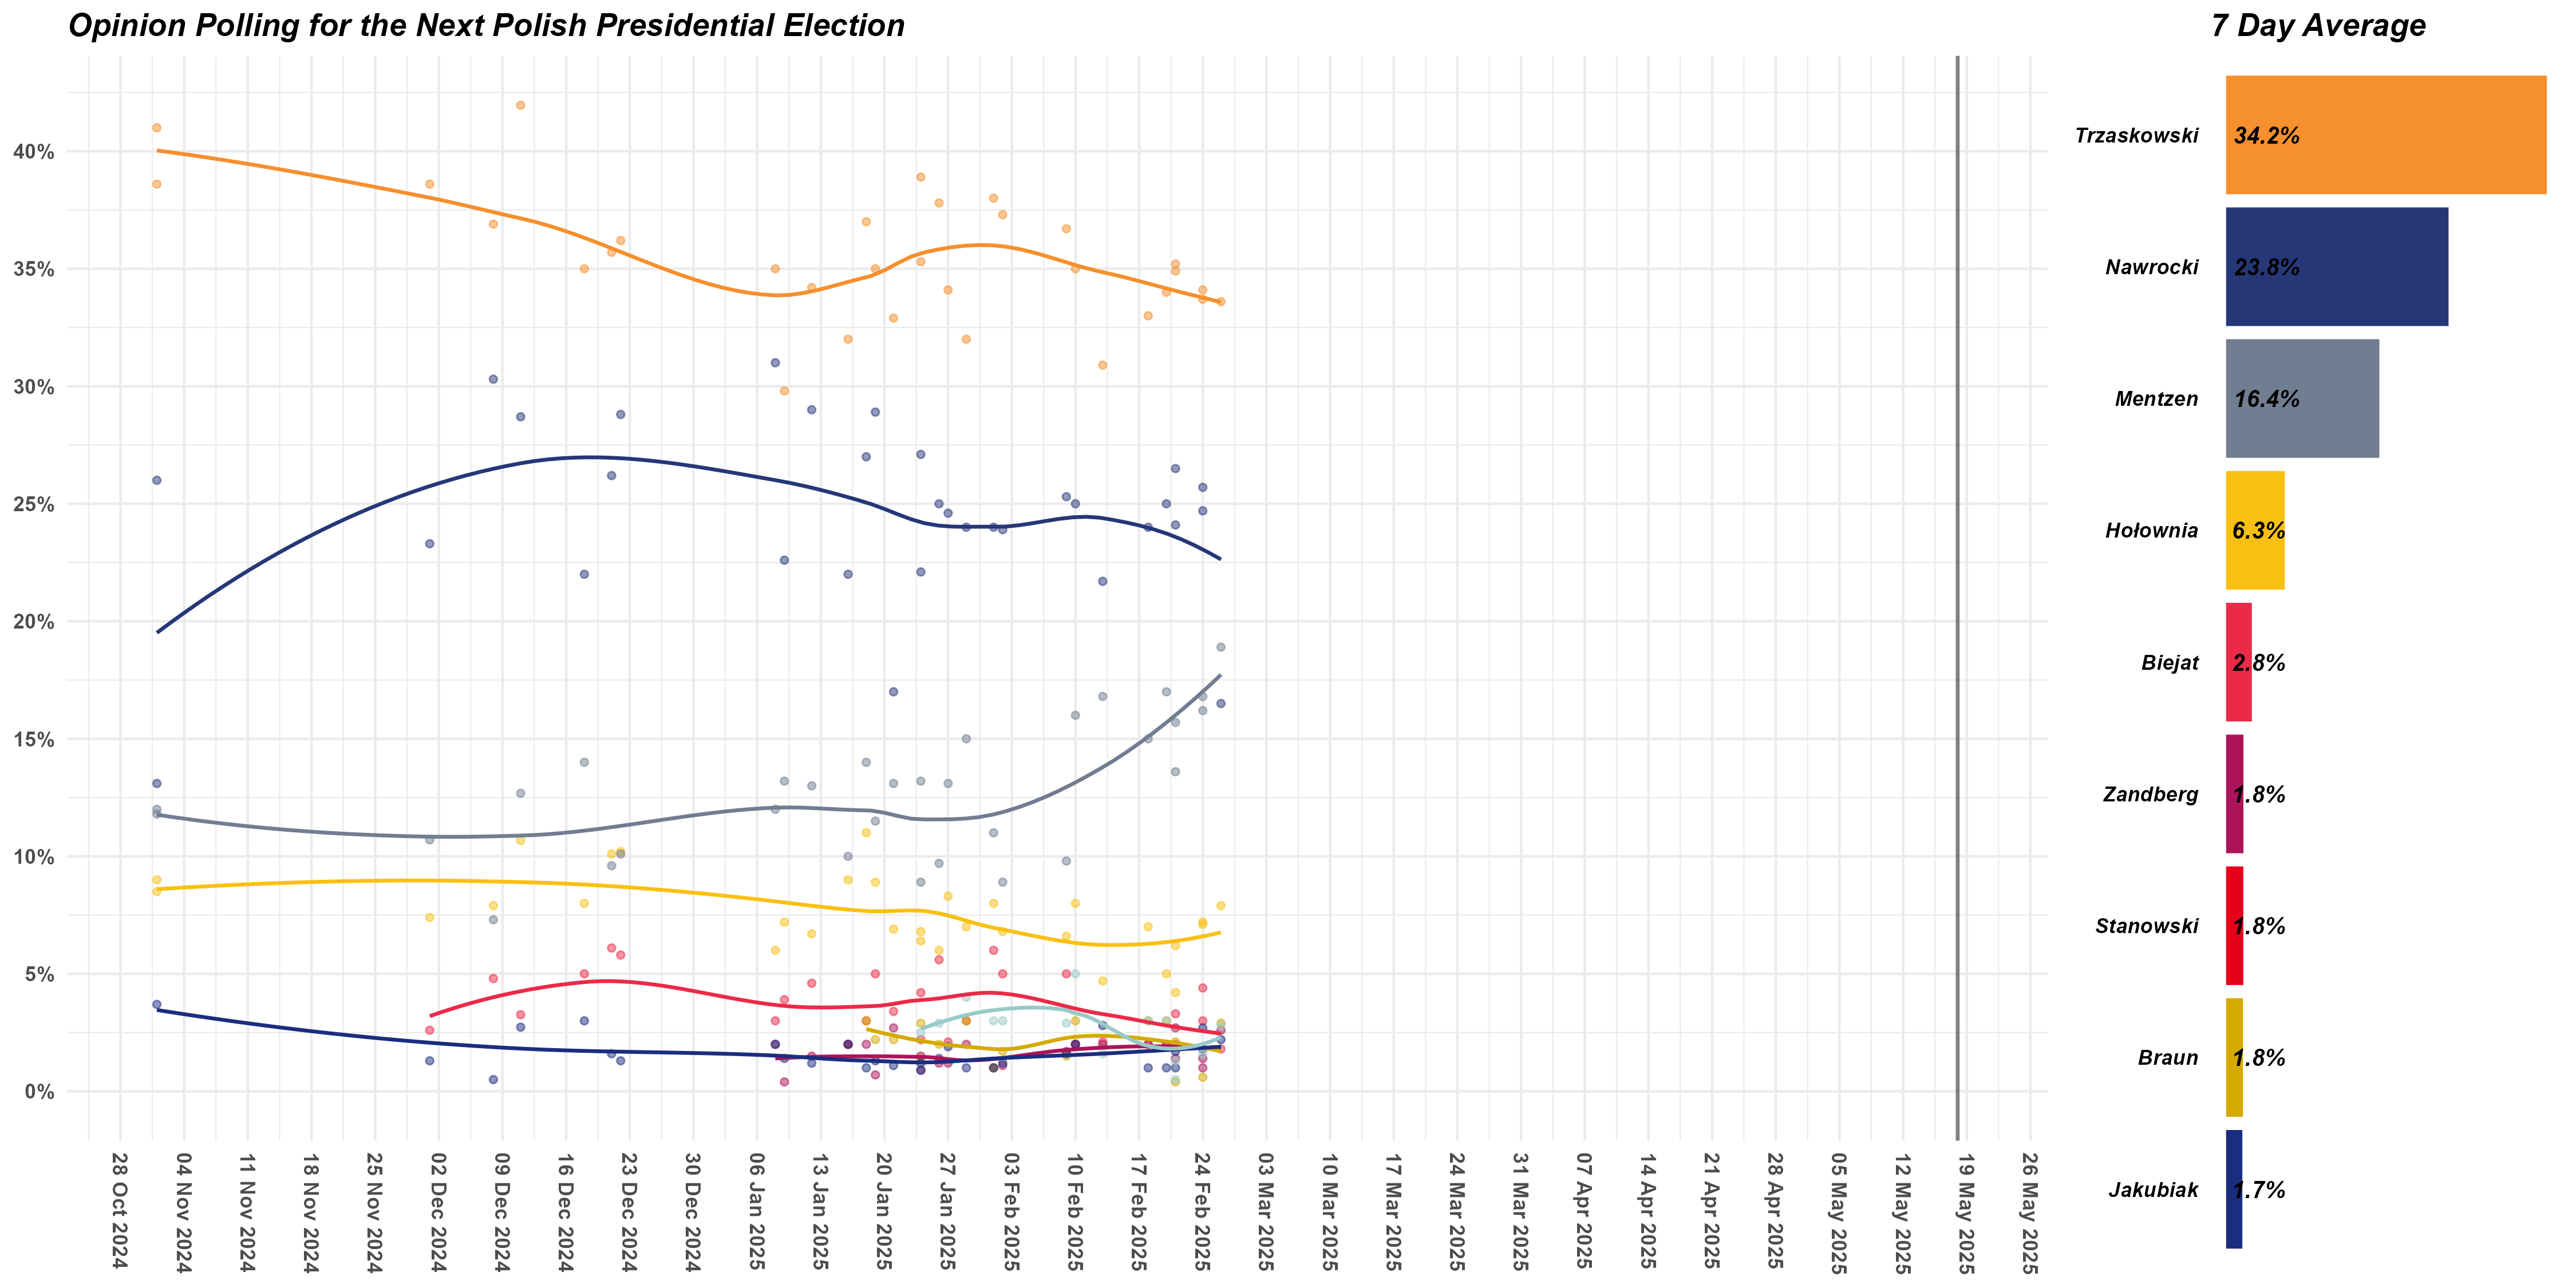 Opinion Polling for the Next Polish Presidential Election
7 Day Average
40%
35%
30%
25%
20%
15%
10%
5%
0%
28 Oct 2024
04 Nov 2024
11 Nov 2024
18 Nov 2024
25 Nov 2024
02 Dec 2024
09 Dec 2024
16 Dec 2024
23 Dec 2024
30 Dec 2024
06 Jan 2025
13 Jan 2025
20 Jan 2025
27 Jan 2025
03 Feb 2025
10 Feb 2025
17 Feb 2025
24 Feb 2025
03 Mar 2025
10 Mar 2025
17 Mar 2025
24 Mar 2025
31 Mar 2025
07 Apr 2025
14 Apr 2025
21 Apr 2025
28 Apr 2025
05 May 2025
12 May 2025
19 May 2025
26 May 2025
Trzaskowski 34.2%
Nawrocki 23.8%
Mentzen 16.4%
Hołownia 6.3%
Biejat 2.8%
Zandberg 1.8%
Stanowski 1.8%
Braun 1.8%
Jakubiak 1.7%